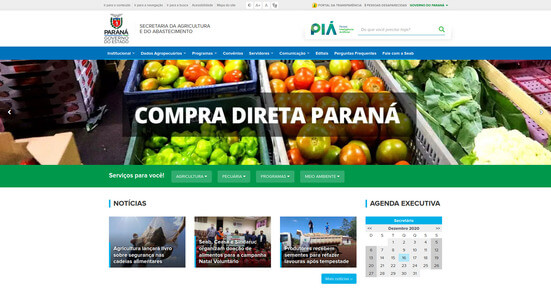 Ir para o conteúdo
Ir para a navegação
Ir para a busca
Acessibilidade
Mapa do site
A+
A
PORTAL DA TRANSPARÊNCIA
PESSOAS DESAPARECIDAS
GOVERNO DO PARANÁ
PARANÁ
GOVERNO
DO ESTADO
SECRETARIA DA AGRICULTURA
E DO ABASTECIMENTO
PIÁ
Do que você precisa hoje?
Institucional
Dados Agropecuários
Programas
Convênios
Servidores
Comunicação
Editais
Perguntas Frequentes
Fale com a Seab
COMPRA DIRETA PARANÁ
Serviços para você!
AGRICULTURA
PECUÁRIA
PROGRAMAS
MEIO AMBIENTE
NOTÍCIAS
Agricultura lançará livro
sobre segurança nas
cadeias alimentares
Seab, Ceasa e Sindaruc
organizam doação de
alimentos para a campanha
Natal Voluntário
Produtores recebem
sementes para refazer
lavouras após tempestade
Mais notícias »
AGENDA EXECUTIVA
Secretário
<< Dezembro 2020 >>
D S T Q Q S S
1 2 3 4 5
6 7 8 9 10 11 12
13 14 15 16 17 18 19
20 21 22 23 24 25 26
27 28 29 30 31